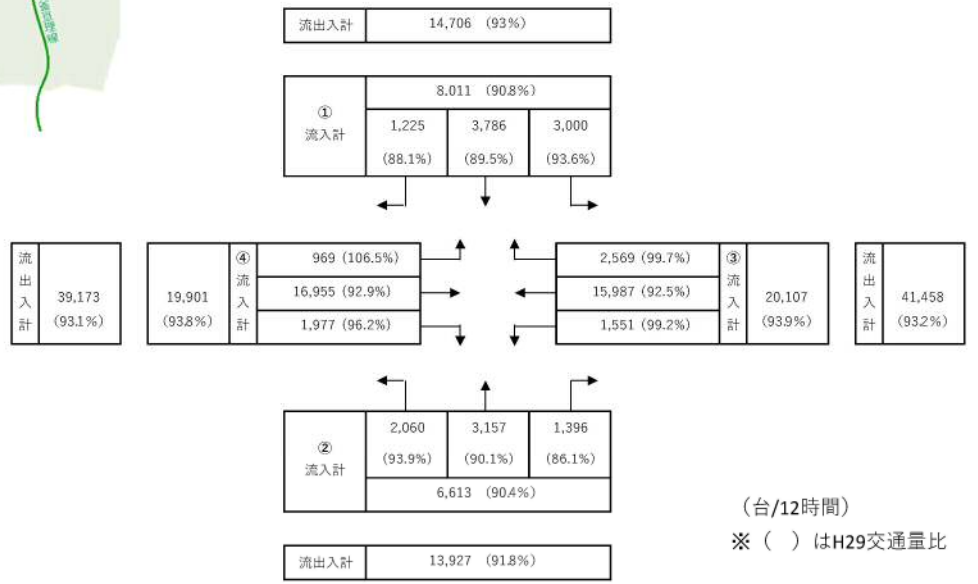 流出入計 14,706 (93%)
① 流入計
8,011 (90.8%)
1,225 3,786 3,000
(88.1%) (89.5%) (93.6%)
流出入計 39,173 (93.1%)
19,901 (93.8%)
④流入計
969 (106.5%)
16,955 (92.9%)
1,977 (96.2%)
2,569 (99.7%)
15,987 (92.5%)
1,551 (99.2%)
③流入計
20,107 (93.9%)
流出入計 41,458 (93.2%)
② 流入計
2,060 3,157 1,396
(93.9%) (90.1%) (86.1%)
6,613 (90.4%)
流出入計 13,927 (91.8%)
(台/12時間)
※( )はH29交通量比